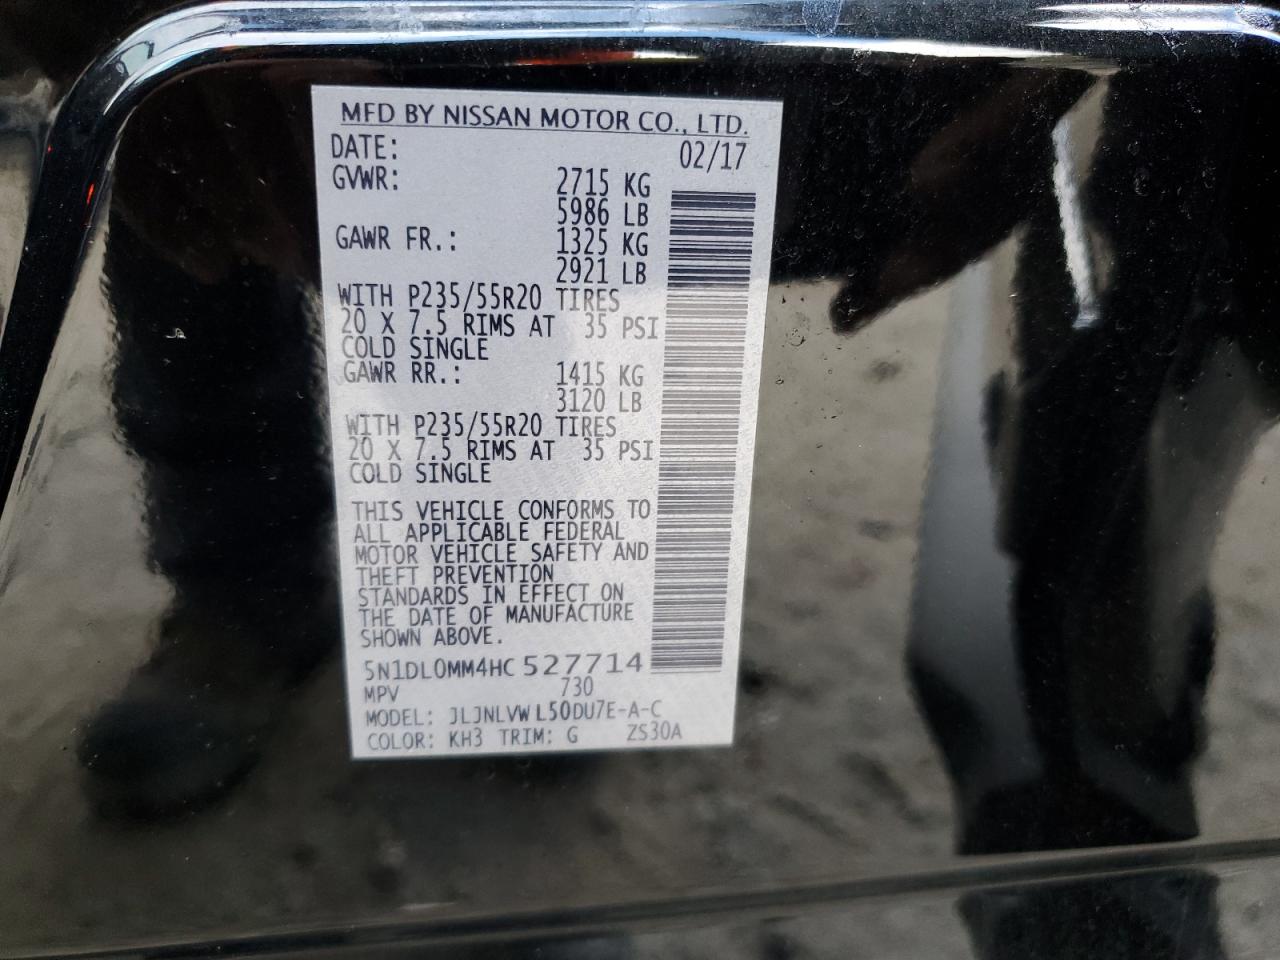 MFD BY NISSAN MOTOR CO., LTD.
DATE: 02/17
GVWR: 2715 KG
5986 LB
GAWR FR.: 1325 KG
2921 LB
WITH P235/55R20 TIRES
20 X 7.5 RIMS AT 35 PSI
COLD SINGLE
GAWR RR.: 1415 KG
3120 LB
WITH P235/55R20 TIRES
20 X 7.5 RIMS AT 35 PSI
COLD SINGLE
THIS VEHICLE CONFORMS TO
ALL APPLICABLE FEDERAL
MOTOR VEHICLE SAFETY AND
THEFT PREVENTION
STANDARDS IN EFFECT ON
THE DATE OF MANUFACTURE
SHOWN ABOVE.
5N1DL0MM4HC 527714
MPV 730
MODEL: JLJNLVWL50DU7E-A-C
COLOR: KH3 TRIM: G ZS30A